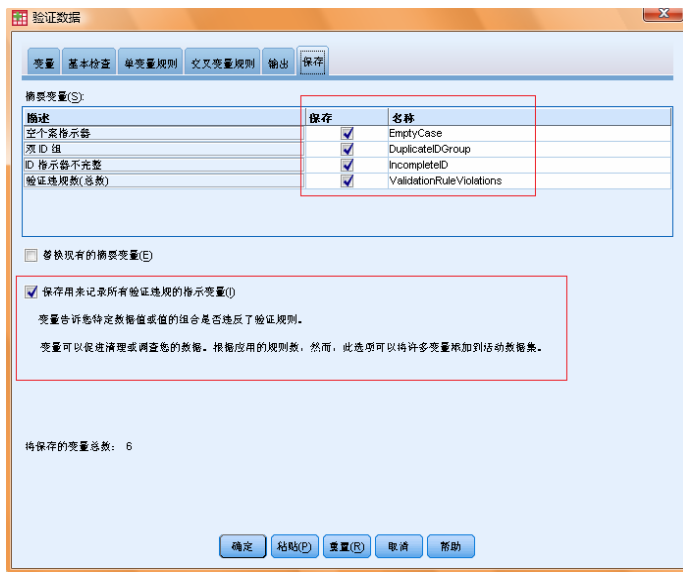 验证数据
变量 基本检查 单变量规则 交叉变量规则 输出 保存
摘要变量(S):
描述 保存 名称
空个案指示器 EmptyCase
双 ID 组 DuplicateIDGroup
ID 指示器不完整 IncompleteID
验证违规数(总数) ValidationRuleViolations
替换现有的摘要变量(E)
保存用来记录所有验证违规的指示变量(I)
变量告诉您特定数据值或值的组合是否违反了验证规则。
变量可以促进清理或调查您的数据。根据应用的规则数，然而，此选项可以将许多变量添加到活动数据集。
将保存的变量总数： 6
确定 粘贴(P) 重置(R) 取消 帮助